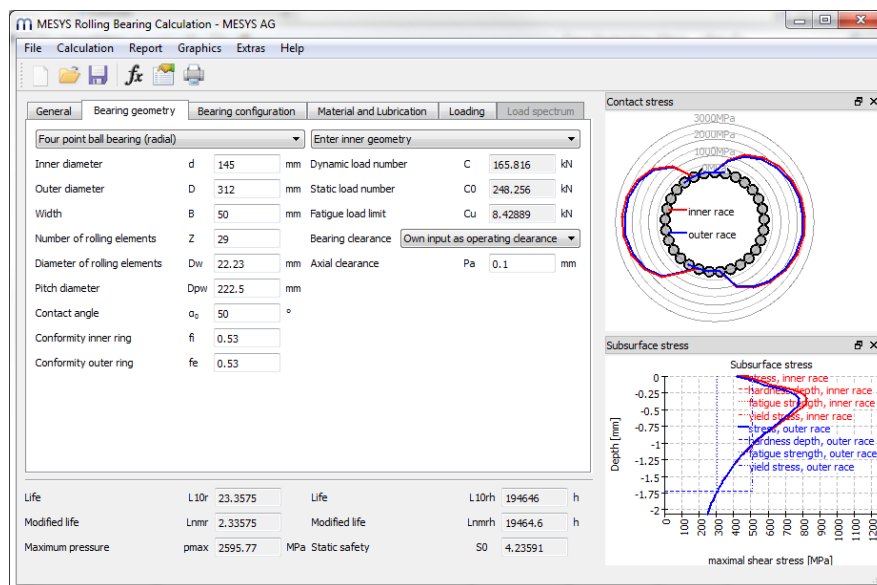 MESYS Rolling Bearing Calculation - MESYS AG
File Calculation Report Graphics Extras Help
General Bearing geometry Bearing configuration Material and Lubrication Loading Load spectrum
Four point ball bearing (radial) Enter inner geometry
Inner diameter d 145 mm Dynamic load number C 165.816 kN
Outer diameter D 312 mm Static load number C0 248.256 kN
Width B 50 mm Fatigue load limit Cu 8.42889 kN
Number of rolling elements Z 29 Bearing clearance Own input as operating clearance
Diameter of rolling elements Dw 22.23 mm Axial clearance Pa 0.1 mm
Pitch diameter Dpw 222.5 mm
Contact angle α₀ 50 °
Conformity inner ring fi 0.53
Conformity outer ring fe 0.53
Life L10r 23.3575 Life L10rh 194646 h
Modified life Lnmr 2.33575 Modified life Lnmrh 19464.6 h
Maximum pressure pmax 2595.77 MPa Static safety S0 4.23591
Contact stress
3000MPa
2000MPa
1000MPa
0MPa
inner race
outer race
Subsurface stress
Subsurface stress
stress, inner race
hardness depth, inner race
fatigue strength, inner race
yield stress, inner race
stress, outer race
hardness depth, outer race
fatigue strength, outer race
yield stress, outer race
Depth [mm]
0
-0.25
-0.5
-0.75
-1
-1.25
-1.5
-1.75
-2
0 100 200 300 400 500 600 700 800 900 1000 1100 1200
maximal shear stress [MPa]